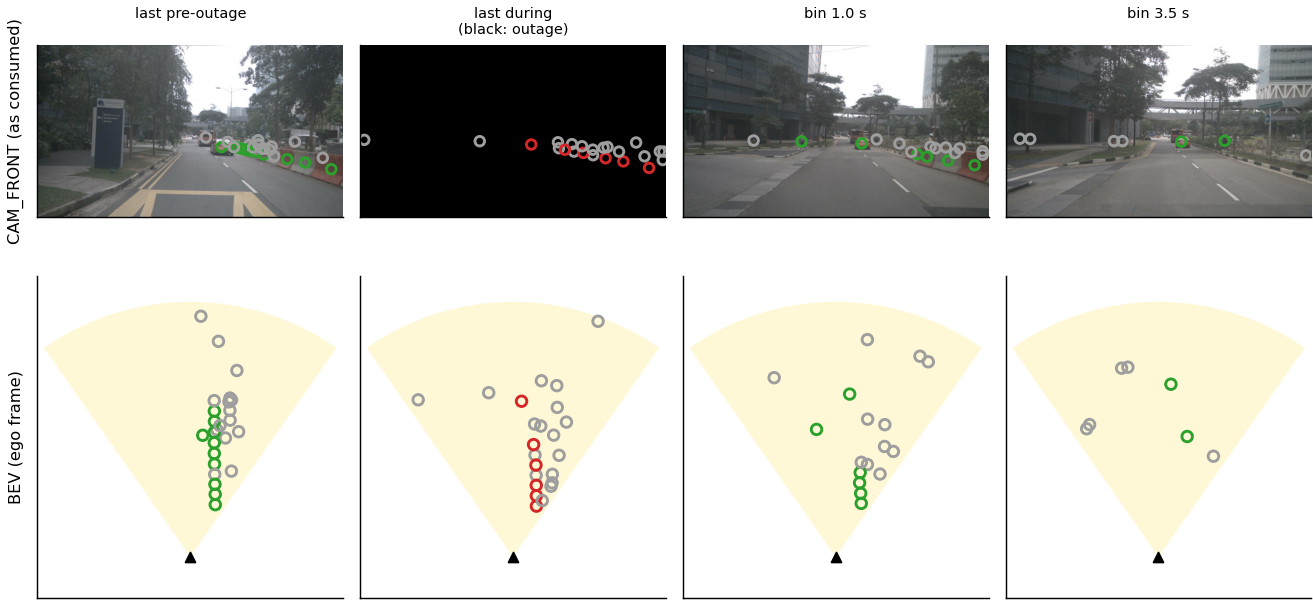 last pre-outage
last during
(black: outage)
bin 1.0 s
bin 3.5 s
CAM_FRONT (as consumed)
BEV (ego frame)